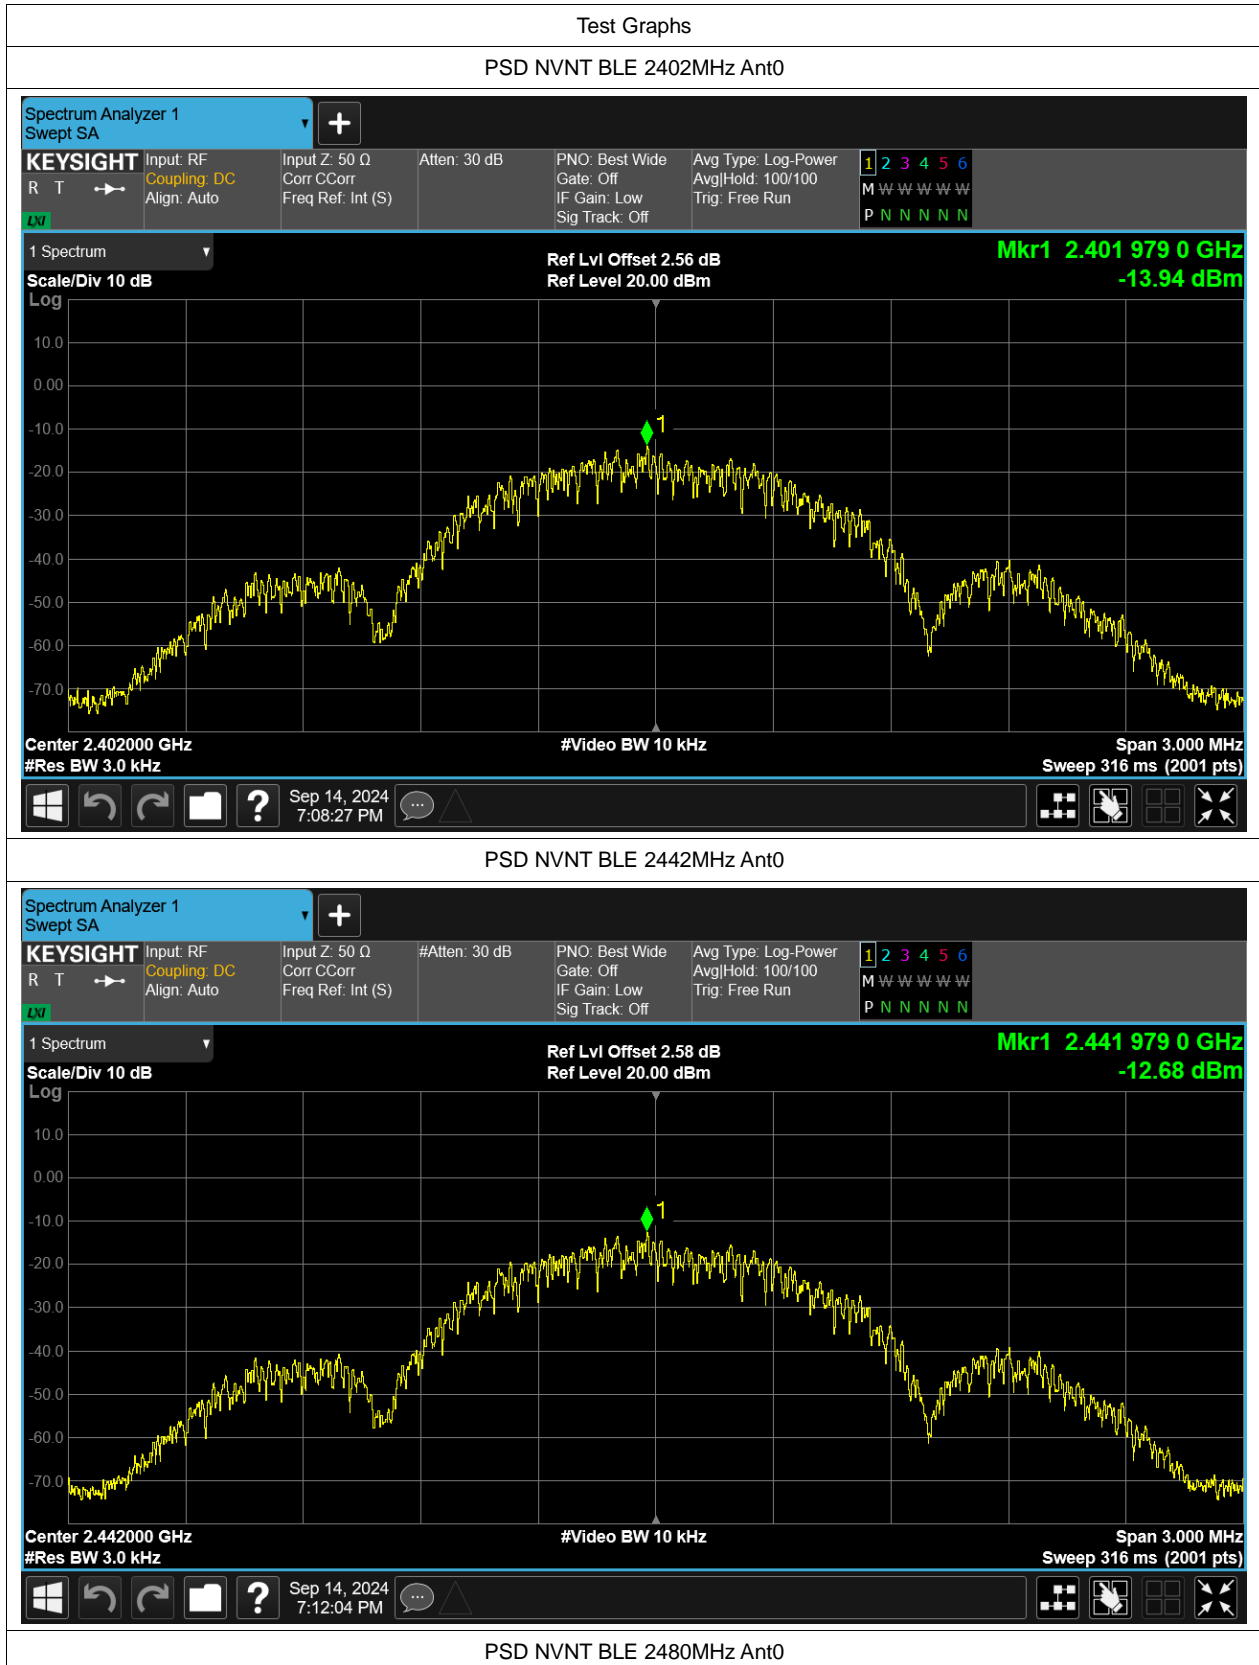 Test Graphs
PSD NVNT BLE 2402MHz Ant0
Spectrum Analyzer 1
Swept SA
KEYSIGHT
R T
LXI
Input: RF
Coupling: DC
Align: Auto
Input Z: 50 Ω
Corr CCorr
Freq Ref: Int (S)
Atten: 30 dB
PNO: Best Wide
Gate: Off
IF Gain: Low
Sig Track: Off
Avg Type: Log-Power
Avg|Hold: 100/100
Trig: Free Run
1 2 3 4 5 6
M W W W W W W
P N N N N N
1 Spectrum
Scale/Div 10 dB
Ref Lvl Offset 2.56 dB
Ref Level 20.00 dBm
Mkr1 2.401 979 0 GHz
-13.94 dBm
Log
10.0
0.00
-10.0
-20.0
-30.0
-40.0
-50.0
-60.0
-70.0
1
Center 2.402000 GHz
#Res BW 3.0 kHz
#Video BW 10 kHz
Span 3.000 MHz
Sweep 316 ms (2001 pts)
?
Sep 14, 2024
7:08:27 PM
PSD NVNT BLE 2442MHz Ant0
Spectrum Analyzer 1
Swept SA
KEYSIGHT
R T
LXI
Input: RF
Coupling: DC
Align: Auto
Input Z: 50 Ω
Corr CCorr
Freq Ref: Int (S)
#Atten: 30 dB
PNO: Best Wide
Gate: Off
IF Gain: Low
Sig Track: Off
Avg Type: Log-Power
Avg|Hold: 100/100
Trig: Free Run
1 2 3 4 5 6
M W W W W W W
P N N N N N
1 Spectrum
Scale/Div 10 dB
Ref Lvl Offset 2.58 dB
Ref Level 20.00 dBm
Mkr1 2.441 979 0 GHz
-12.68 dBm
Log
10.0
0.00
-10.0
-20.0
-30.0
-40.0
-50.0
-60.0
-70.0
1
Center 2.442000 GHz
#Res BW 3.0 kHz
#Video BW 10 kHz
Span 3.000 MHz
Sweep 316 ms (2001 pts)
?
Sep 14, 2024
7:12:04 PM
PSD NVNT BLE 2480MHz Ant0